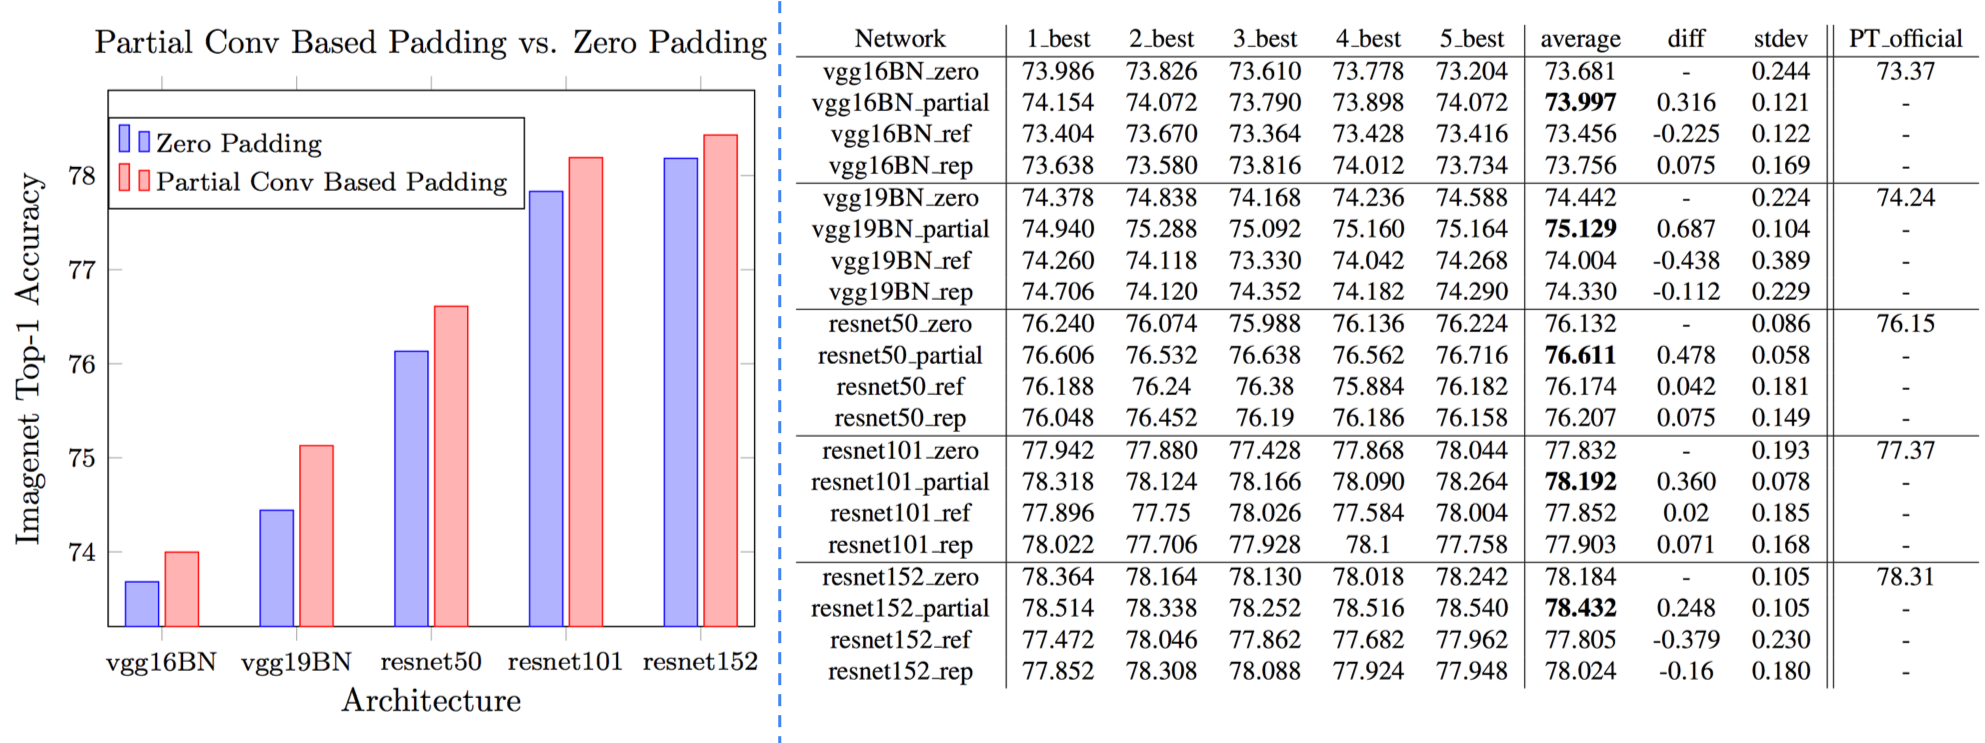 Partial Conv Based Padding vs. Zero Padding
Zero Padding
Partial Conv Based Padding
Imagenet Top-1 Accuracy
78
77
76
75
74
vgg16BN vgg19BN resnet50 resnet101 resnet152
Architecture
Network 1_best 2_best 3_best 4_best 5_best average diff stdev PT_official
vgg16BN_zero 73.986 73.826 73.610 73.778 73.204 73.681 - 0.244 73.37
vgg16BN_partial 74.154 74.072 73.790 73.898 74.072 73.997 0.316 0.121 -
vgg16BN_ref 73.404 73.670 73.364 73.428 73.416 73.456 -0.225 0.122 -
vgg16BN_rep 73.638 73.580 73.816 74.012 73.734 73.756 0.075 0.169 -
vgg19BN_zero 74.378 74.838 74.168 74.236 74.588 74.442 - 0.224 74.24
vgg19BN_partial 74.940 75.288 75.092 75.160 75.164 75.129 0.687 0.104 -
vgg19BN_ref 74.260 74.118 73.330 74.042 74.268 74.004 -0.438 0.389 -
vgg19BN_rep 74.706 74.120 74.352 74.182 74.290 74.330 -0.112 0.229 -
resnet50_zero 76.240 76.074 75.988 76.136 76.224 76.132 - 0.086 76.15
resnet50_partial 76.606 76.532 76.638 76.562 76.716 76.611 0.478 0.058 -
resnet50_ref 76.188 76.24 76.38 75.884 76.182 76.174 0.042 0.181 -
resnet50_rep 76.048 76.452 76.19 76.186 76.158 76.207 0.075 0.149 -
resnet101_zero 77.942 77.880 77.428 77.868 78.044 77.832 - 0.193 77.37
resnet101_partial 78.318 78.124 78.166 78.090 78.264 78.192 0.360 0.078 -
resnet101_ref 77.896 77.75 78.026 77.584 78.004 77.852 0.02 0.185 -
resnet101_rep 78.022 77.706 77.928 78.1 77.758 77.903 0.071 0.168 -
resnet152_zero 78.364 78.164 78.130 78.018 78.242 78.184 - 0.105 78.31
resnet152_partial 78.514 78.338 78.252 78.516 78.540 78.432 0.248 0.105 -
resnet152_ref 77.472 78.046 77.862 77.682 77.962 77.805 -0.379 0.230 -
resnet152_rep 77.852 78.308 78.088 77.924 77.948 78.024 -0.16 0.180 -